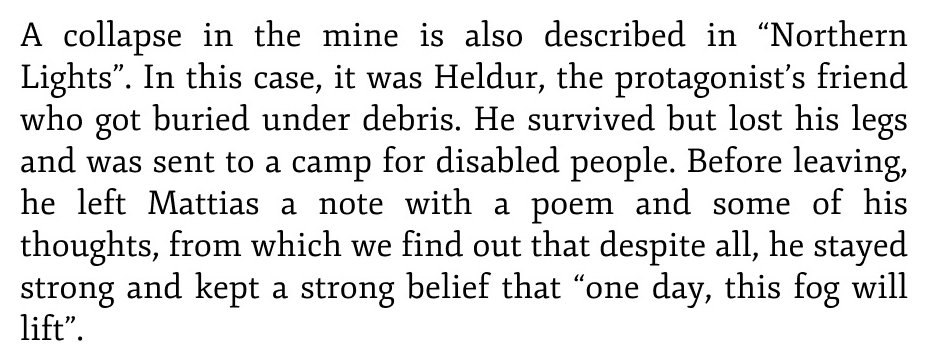 A collapse in the mine is also described in “Northern
Lights”. In this case, it was Heldur, the protagonist’s friend
who got buried under debris. He survived but lost his legs
and was sent to a camp for disabled people. Before leaving,
he left Mattias a note with a poem and some of his
thoughts, from which we find out that despite all, he stayed
strong and kept a strong belief that “one day, this fog will
lift”.